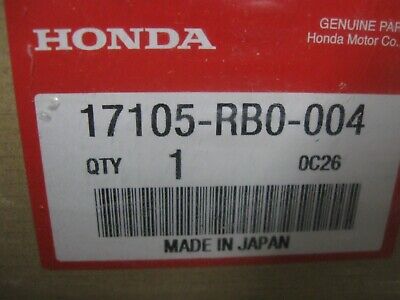 HONDA
GENUINE PAR
Honda Motor Co.
17105-RB0-004
QTY 1 0C26
MADE IN JAPAN